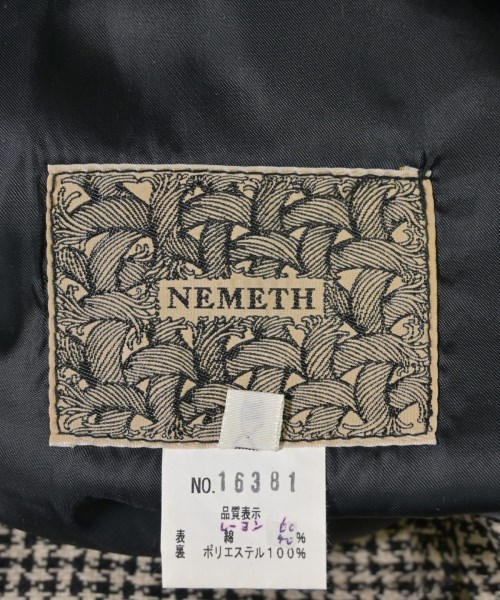 NEMETH
NO. 16381
品質表示
レーヨン 60
表 綿 40%
裏 ポリエステル100%